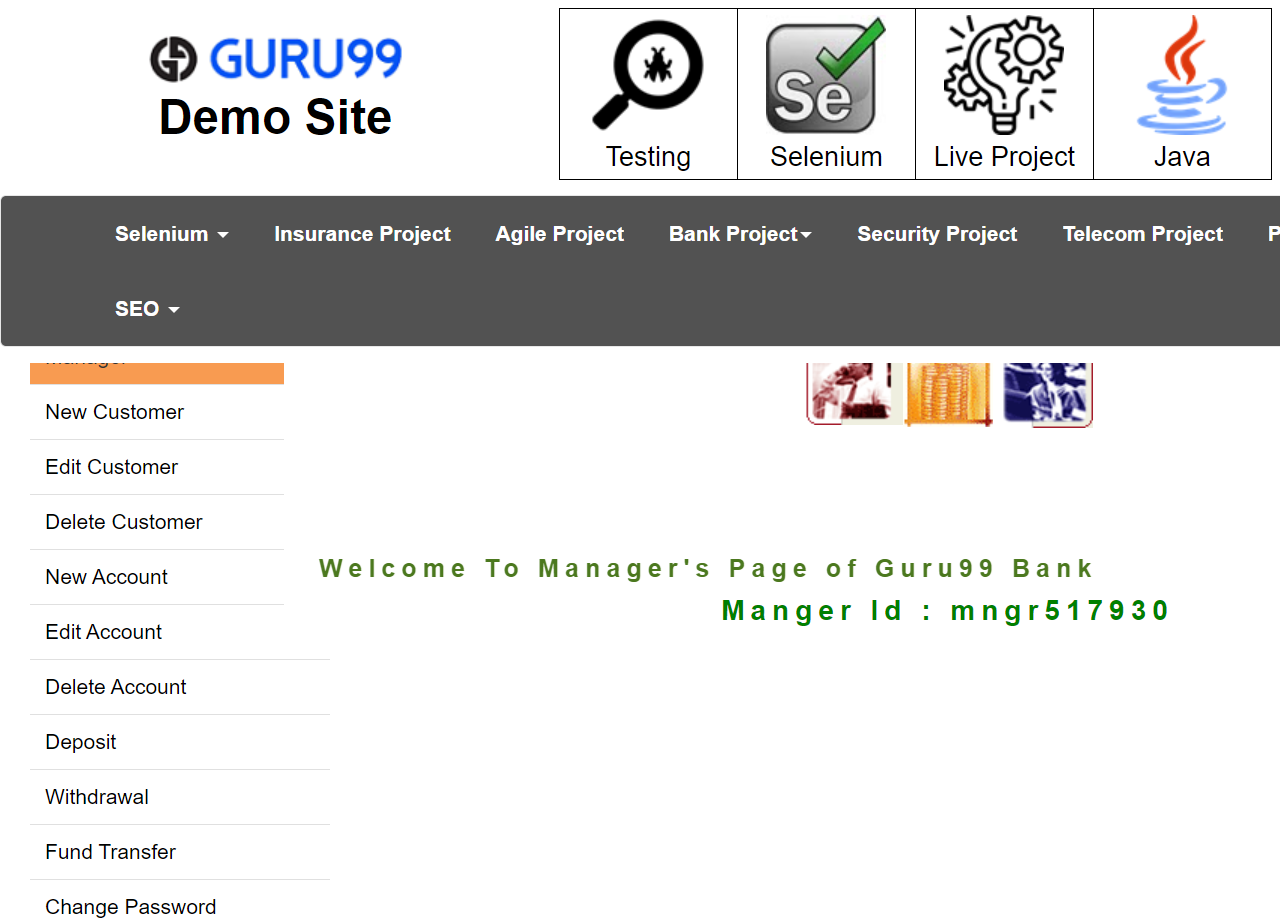 GURU99
Demo Site
Testing
Se
Selenium
Live Project
Java
Selenium
Insurance Project
Agile Project
Bank Project
Security Project
Telecom Project
SEO
New Customer
Edit Customer
Delete Customer
New Account
Edit Account
Delete Account
Deposit
Withdrawal
Fund Transfer
Change Password
Welcome To Manager's Page of Guru99 Bank
Manger Id : mngr517930